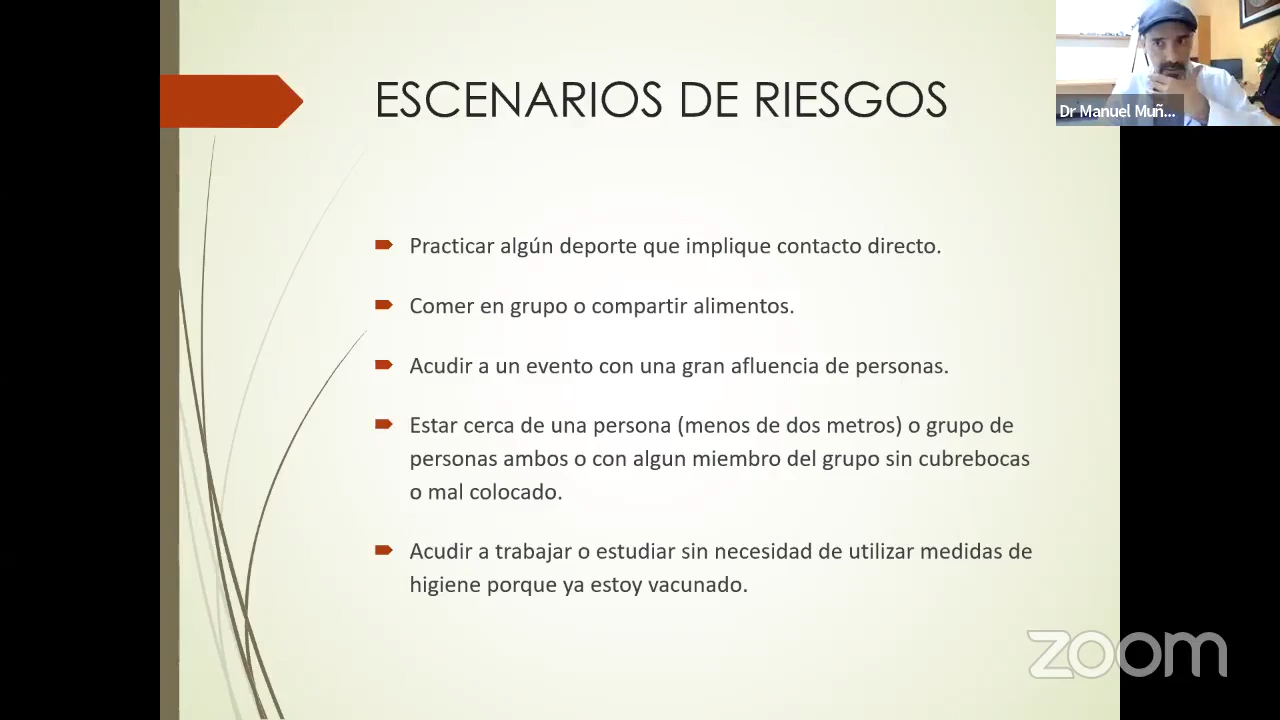 ESCENARIOS DE RIESGOS
Dr Manuel Muñ...
Practicar algún deporte que implique contacto directo.
Comer en grupo o compartir alimentos.
Acudir a un evento con una gran afluencia de personas.
Estar cerca de una persona (menos de dos metros) o grupo de
personas ambos o con algun miembro del grupo sin cubrebocas
o mal colocado.
Acudir a trabajar o estudiar sin necesidad de utilizar medidas de
higiene porque ya estoy vacunado.
zoom